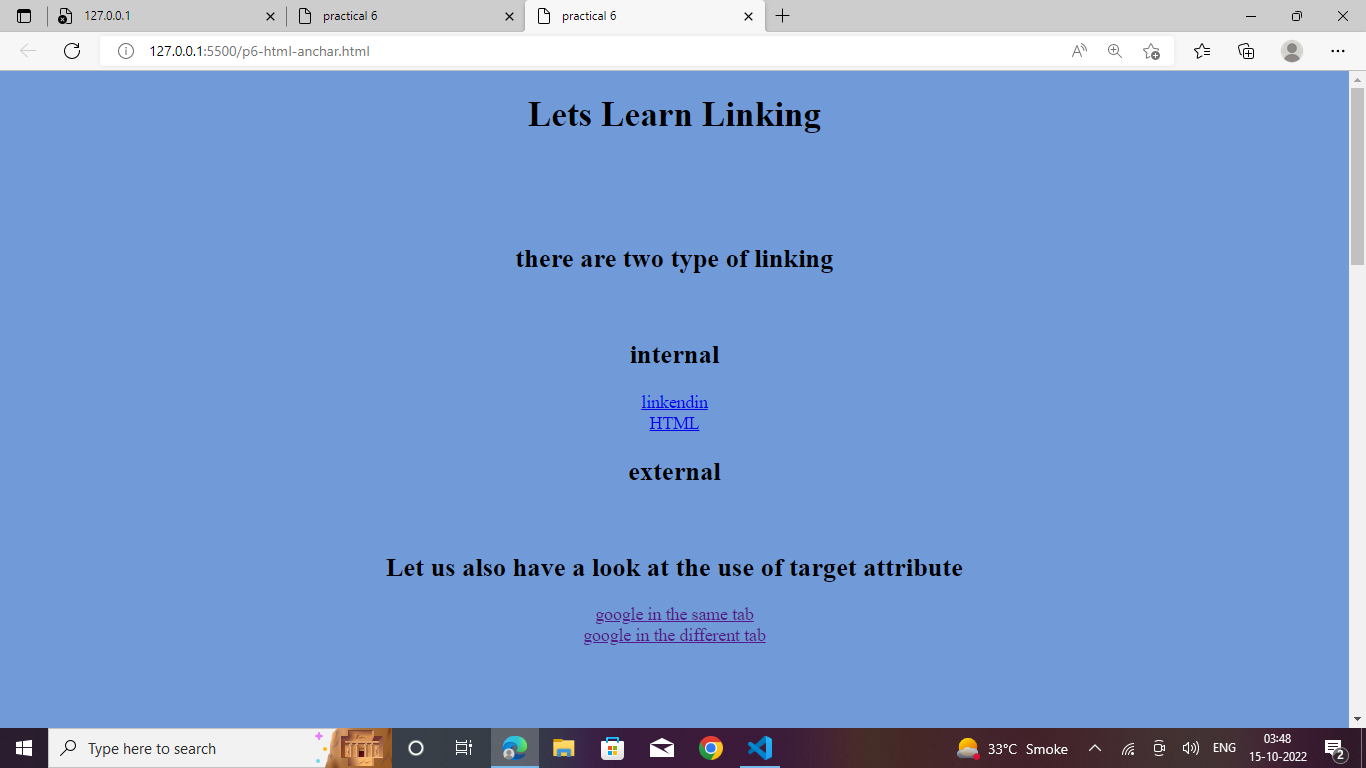 127.0.0.1
practical 6
practical 6
127.0.0.1:5500/p6-html-anchar.html
Lets Learn Linking
there are two type of linking
internal
linkendin
HTML
external
Let us also have a look at the use of target attribute
google in the same tab
google in the different tab
Type here to search
33°C Smoke
ENG
03:48
15-10-2022
2